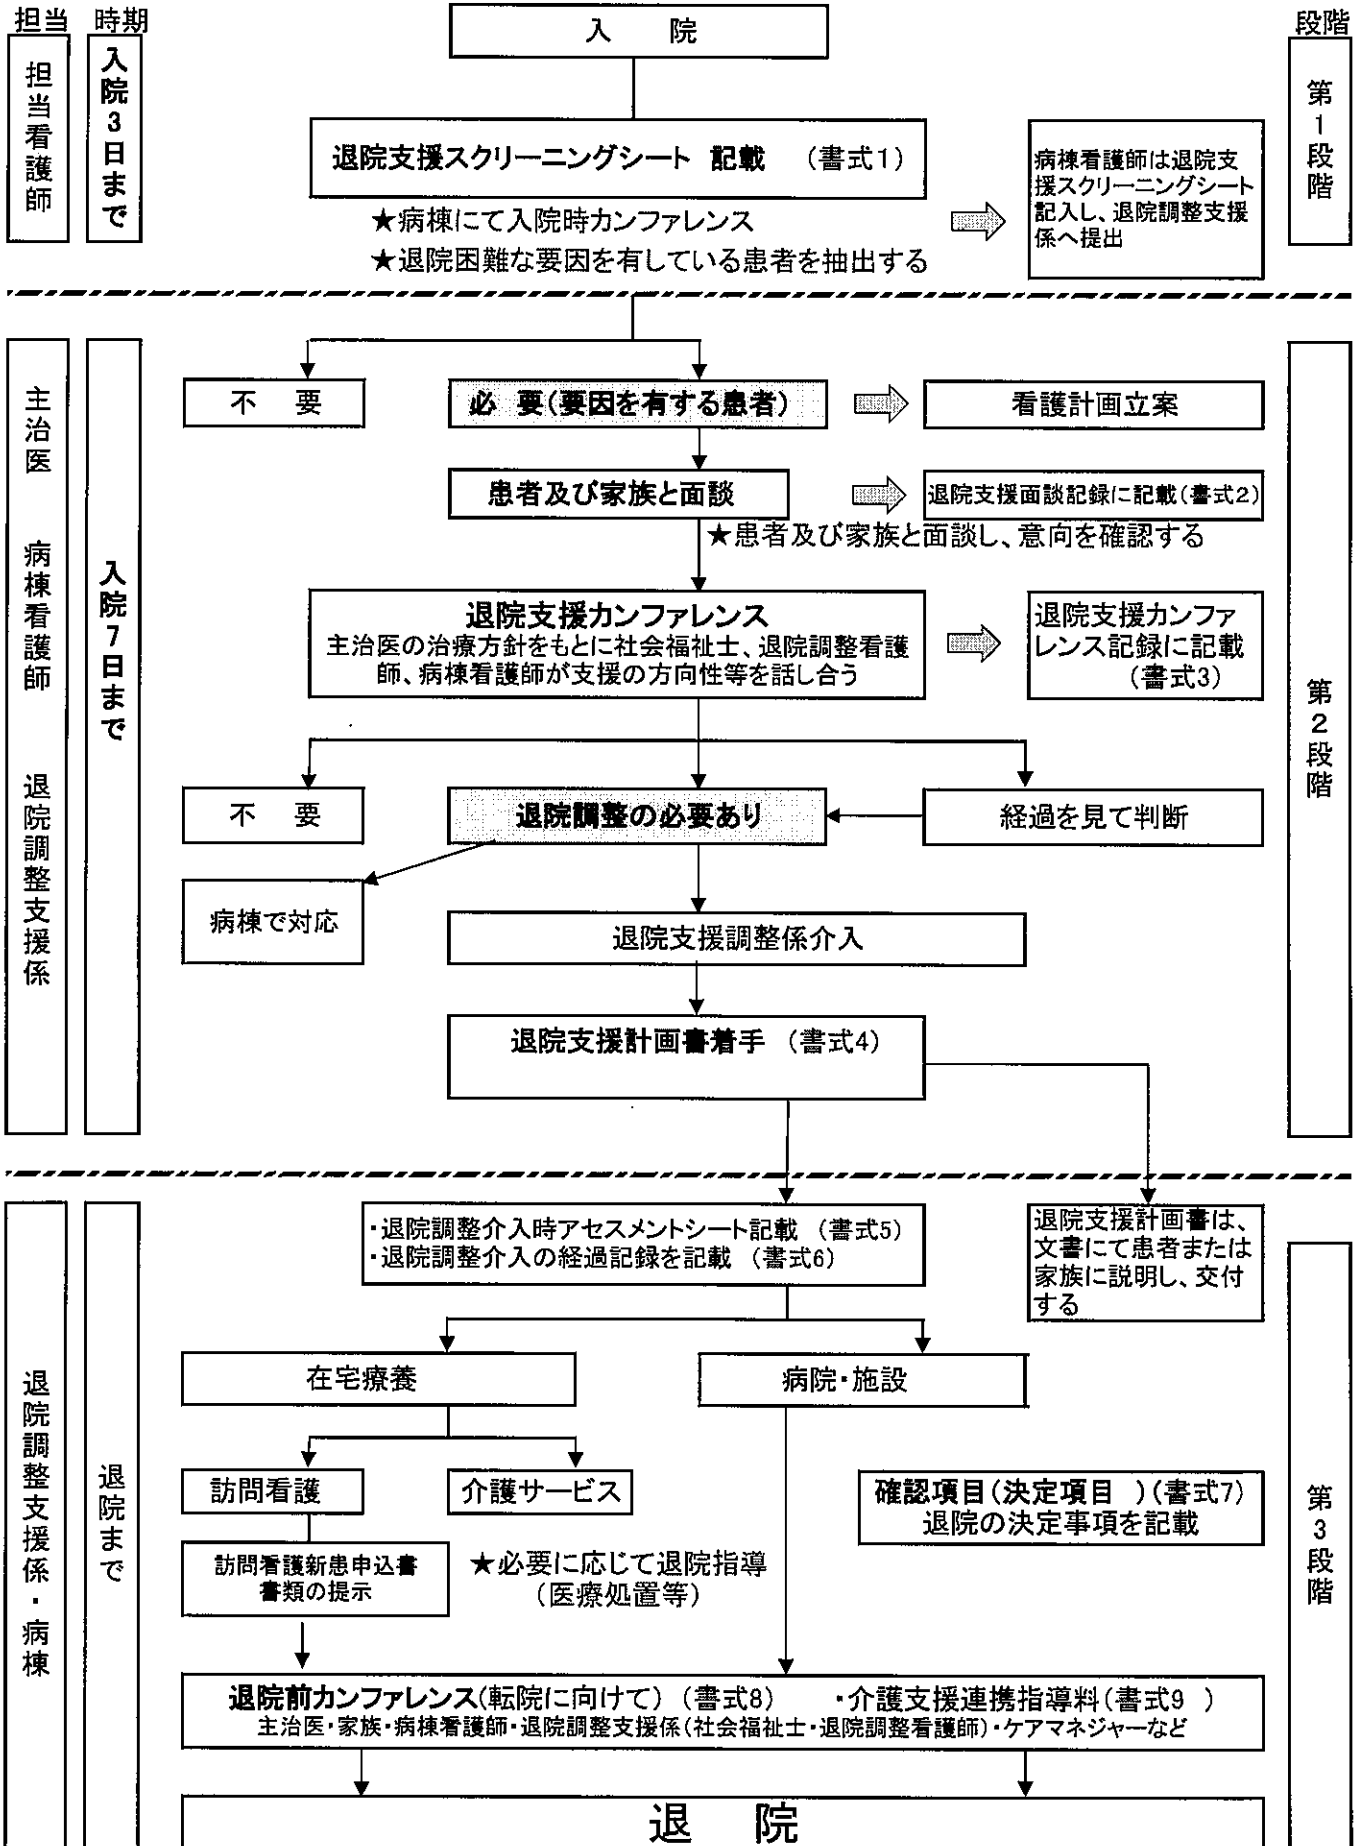 担当 時期
段階
入 院
担当看護師
入院3日まで
第1段階
退院支援スクリーニングシート 記載 (書式1)
病棟看護師は退院支
援スクリーニングシート
記入し、退院調整支援
係へ提出
★病棟にて入院時カンファレンス
★退院困難な要因を有している患者を抽出する
主治医 病棟看護師 退院調整支援係
入院7日まで
第2段階
不 要
必 要(要因を有する患者)
看護計画立案
患者及び家族と面談
退院支援面談記録に記載(書式2)
★患者及び家族と面談し、意向を確認する
退院支援カンファレンス
主治医の治療方針をもとに社会福祉士、退院調整看護
師、病棟看護師が支援の方向性等を話し合う
退院支援カンファ
レンス記録に記載
(書式3)
不 要
退院調整の必要あり
経過を見て判断
病棟で対応
退院支援調整係介入
退院支援計画書着手 (書式4)
退院調整支援係・病棟
退院まで
第3段階
・退院調整介入時アセスメントシート記載 (書式5)
・退院調整介入の経過記録を記載 (書式6)
退院支援計画書は、
文書にて患者または
家族に説明し、交付
する
在宅療養
病院・施設
訪問看護
介護サービス
確認項目(決定項目 )(書式7)
退院の決定事項を記載
訪問看護新患申込書
書類の提示
★必要に応じて退院指導
(医療処置等)
退院前カンファレンス(転院に向けて) (書式8) ・介護支援連携指導料(書式9 )
主治医・家族・病棟看護師・退院調整支援係(社会福祉士・退院調整看護師)・ケアマネジャーなど
退 院